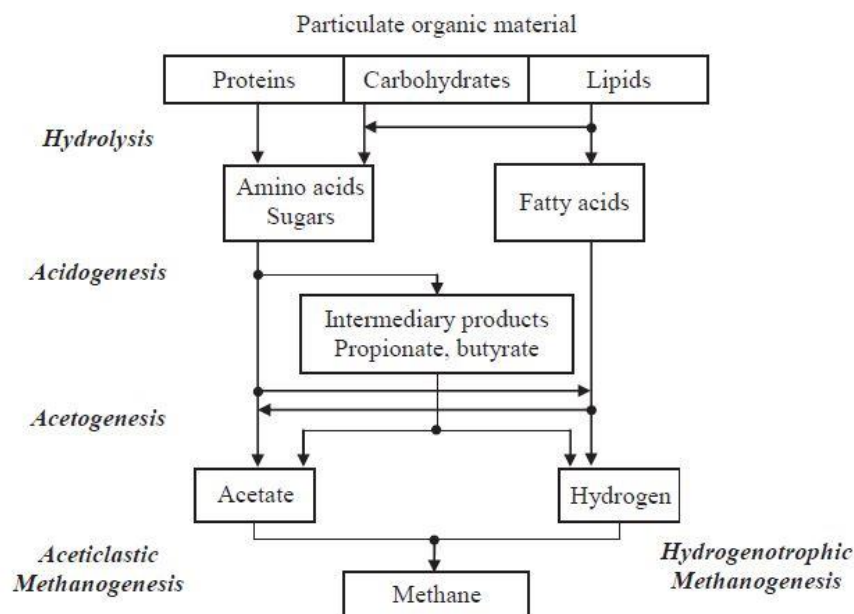 Particulate organic material
Proteins
Carbohydrates
Lipids
Hydrolysis
Amino acids
Sugars
Fatty acids
Acidogenesis
Intermediary products
Propionate, butyrate
Acetogenesis
Acetate
Hydrogen
Aceticlastic
Methanogenesis
Hydrogenotrophic
Methanogenesis
Methane